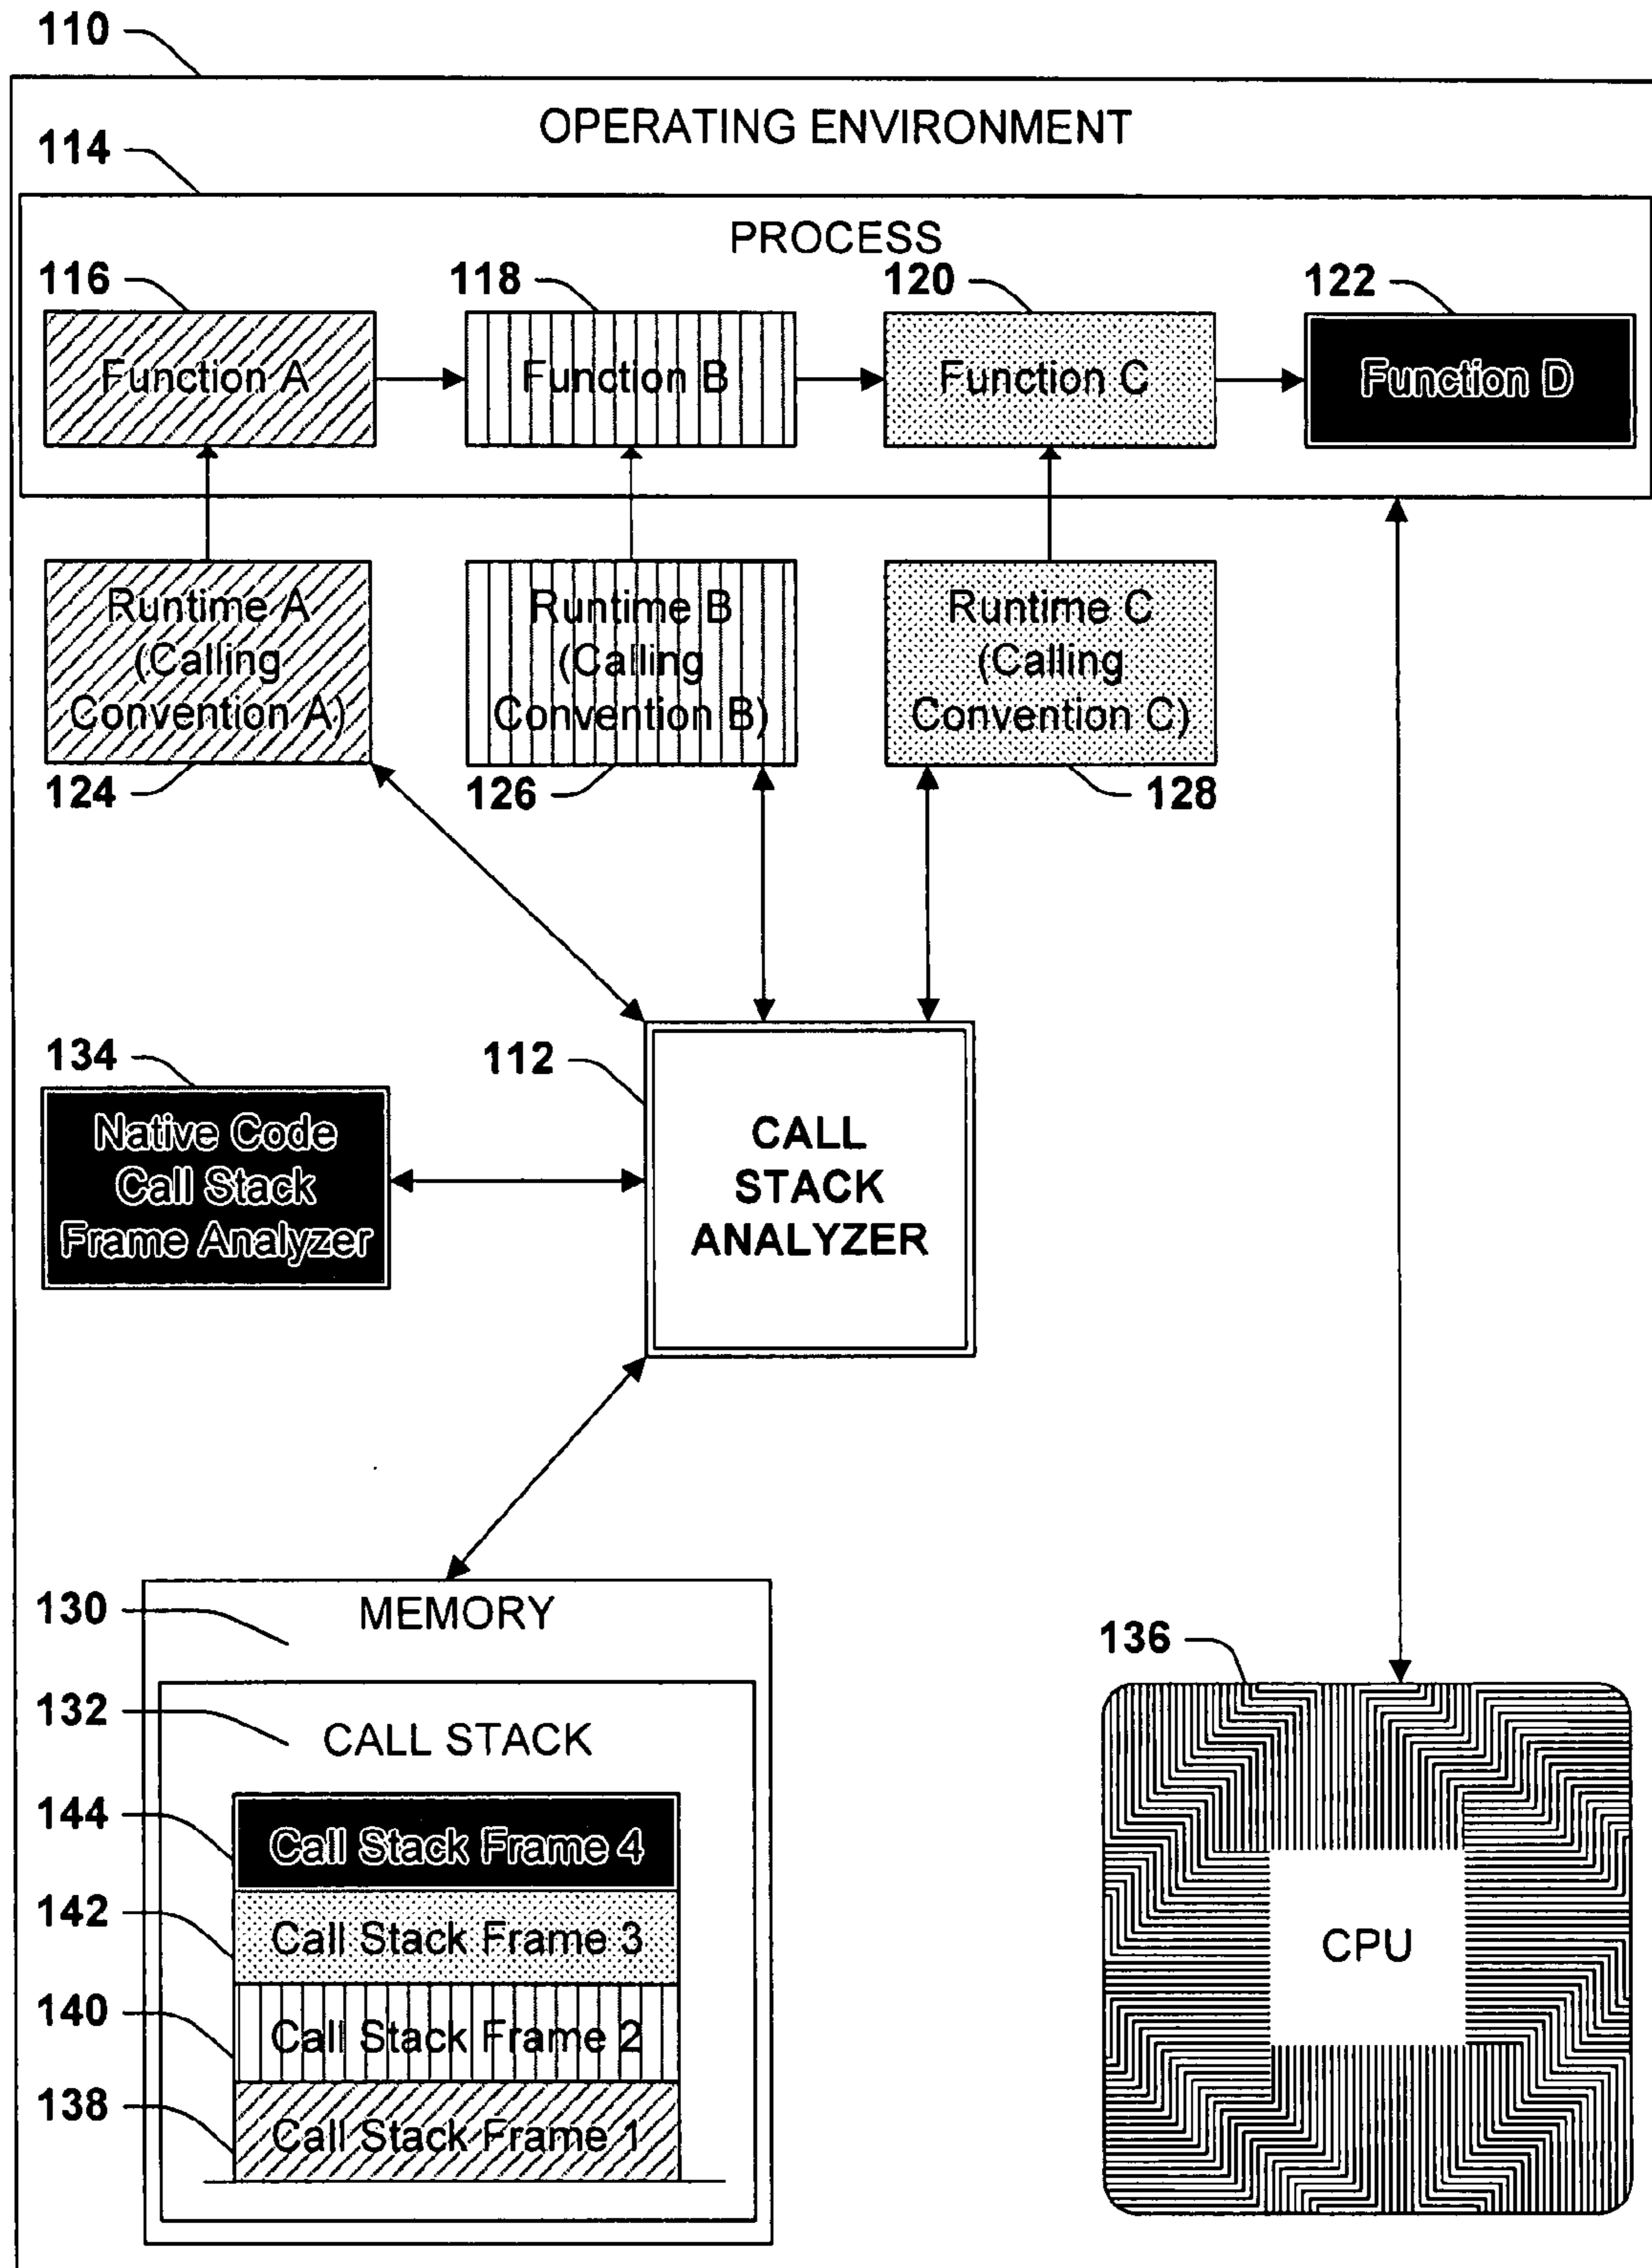 110
OPERATING ENVIRONMENT
114
PROCESS
116
118
120
122
Function A
Function B
Function C
Function D
Runtime A
(Calling
Convention A)
Runtime B
(Calling
Convention B)
Runtime C
(Calling
Convention C)
124
126
128
134
112
Native Code
Call Stack
Frame Analyzer
CALL
STACK
ANALYZER
130
MEMORY
136
132
CALL STACK
144
Call Stack Frame 4
142
Call Stack Frame 3
CPU
140
Call Stack Frame 2
138
Call Stack Frame 1